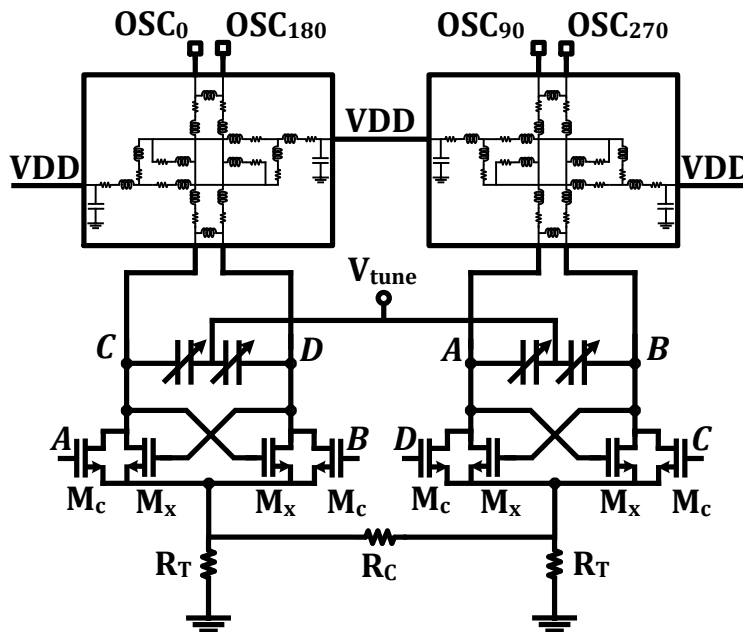 OSC0 OSC180 OSC90 OSC270
VDD VDD VDD
Vtune
C D A B
A B D C
Mc Mx Mx Mc Mc Mx Mx Mc
RT RC RT